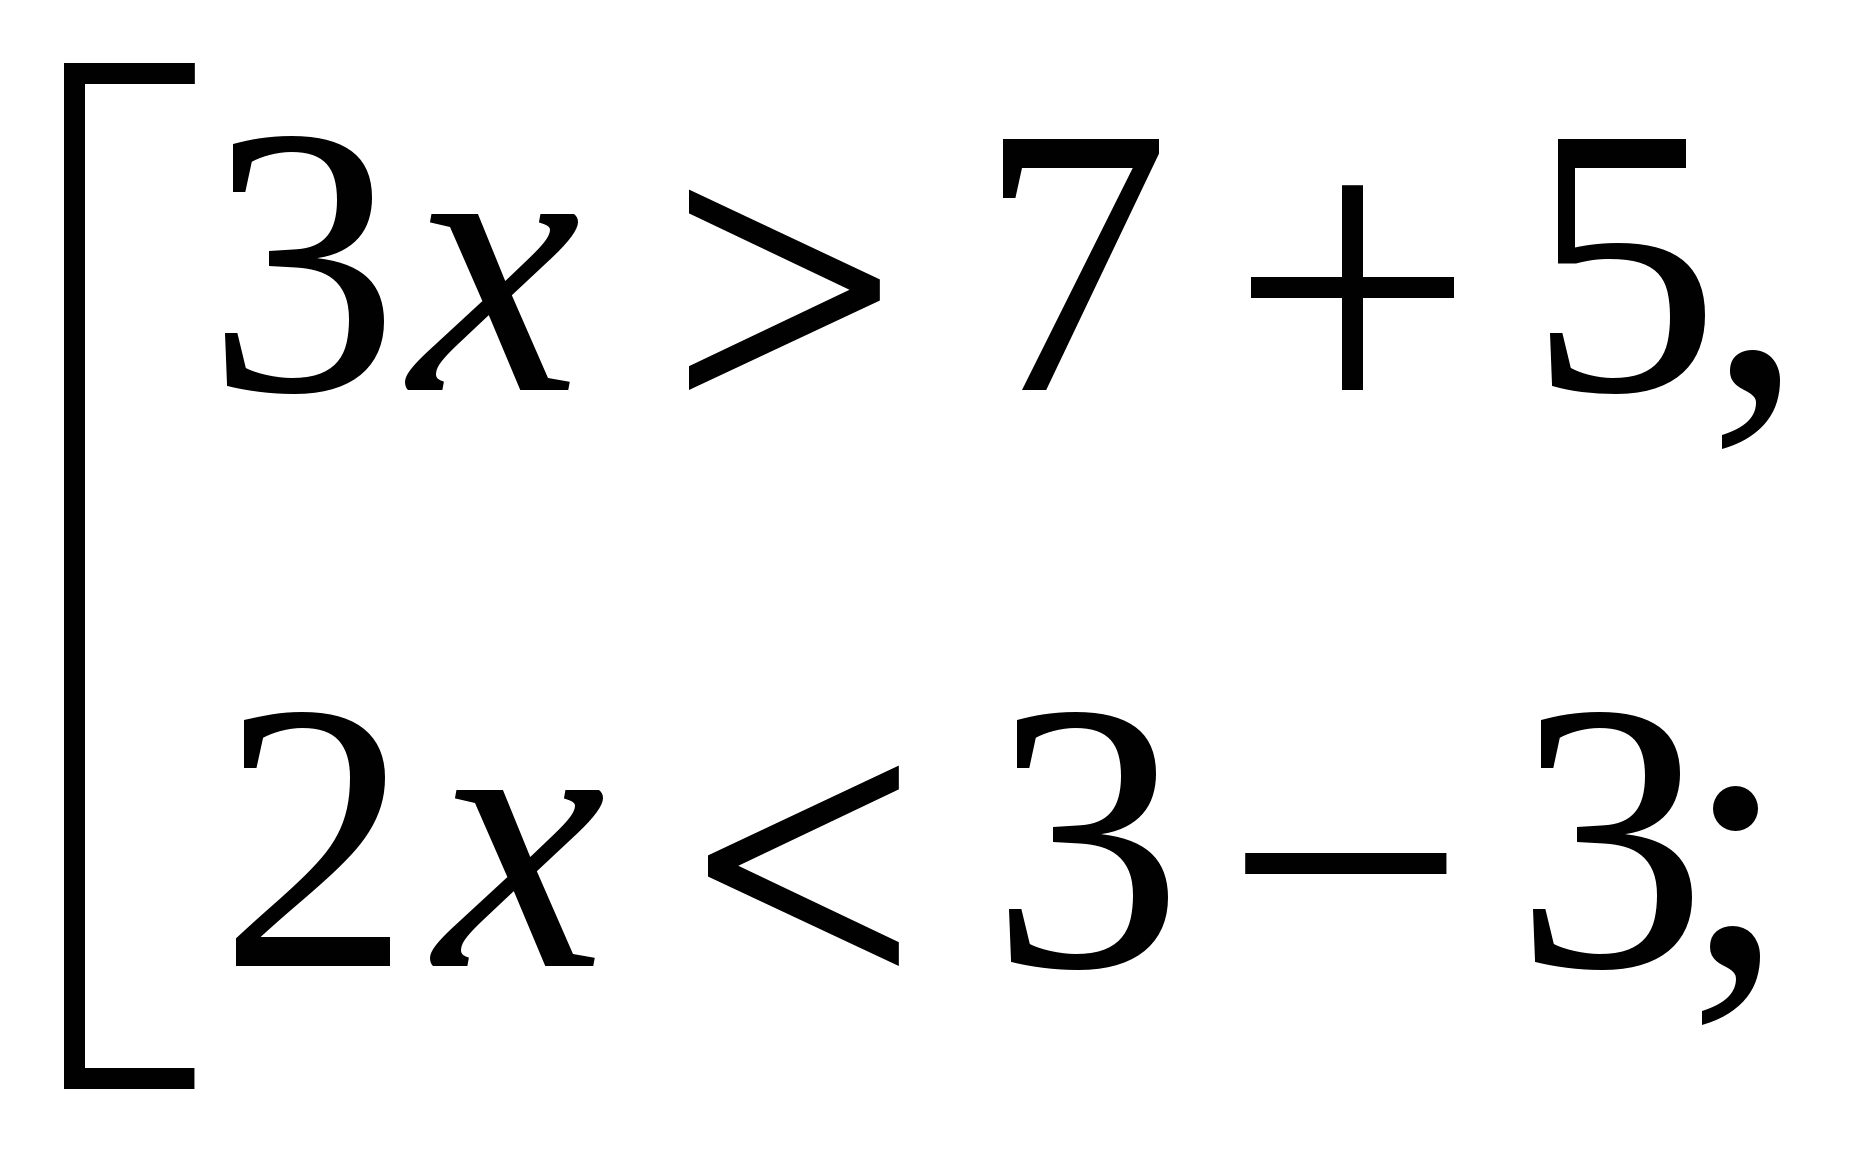 [3x > 7 + 5,
2x < 3 − 3;